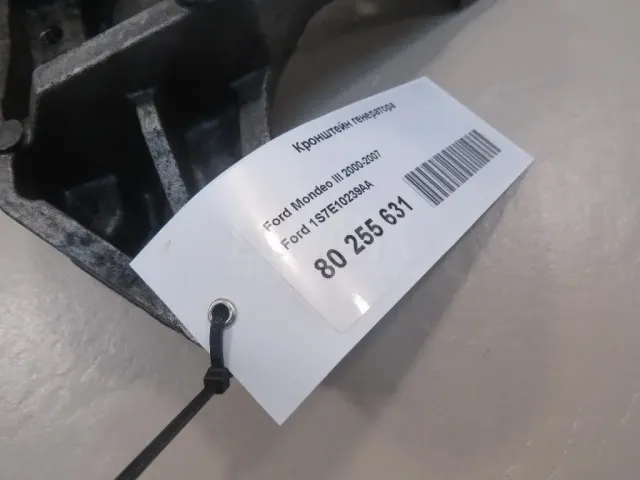 Кронштейн генератора
Ford Mondeo III 2000-2007
Ford 1S7E10239AA
80 255 631